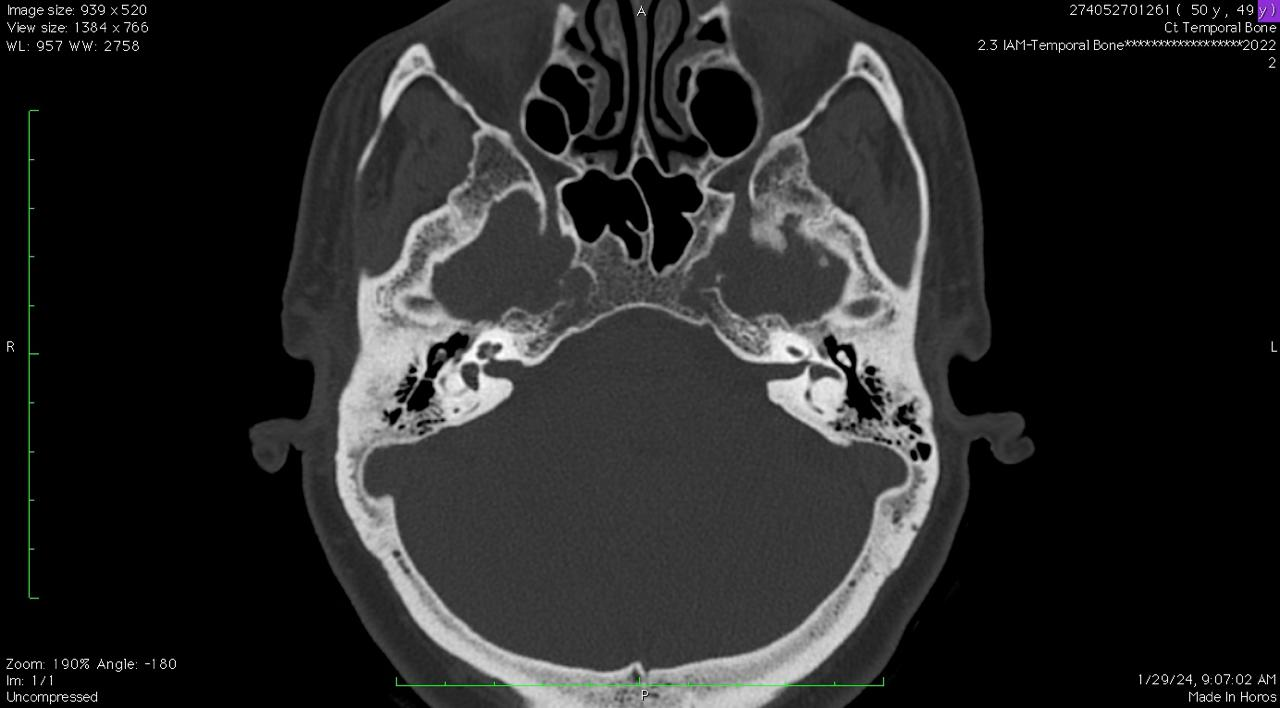 Image size: 939 x 520
View size: 1384 x 766
WL: 957 WW: 2758
A
274052701261 ( 50 y , 49 y )
Ct Temporal Bone
2.3 IAM-Temporal Bone******************2022
2
R
L
Zoom: 190% Angle: -180
Im: 1/1
Uncompressed
P
1/29/24, 9:07:02 AM
Made In Horos